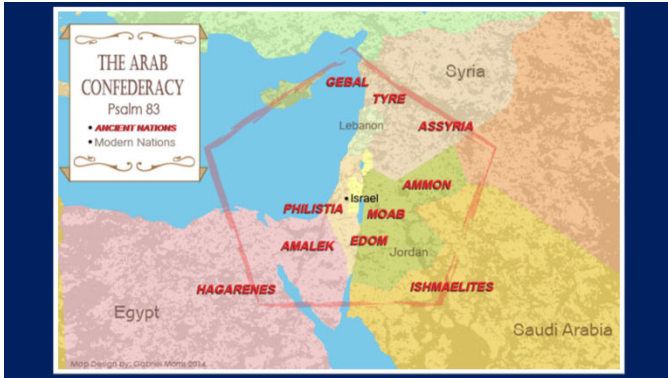 THE ARAB
CONFEDERACY
Psalm 83
• ANCIENT NATIONS
• Modern Nations
GEBAL
Syria
TYRE
Lebanon
ASSYRIA
AMMON
• Israel
PHILISTIA
MOAB
AMALEK
EDOM
Jordan
HAGARENES
ISHMAELITES
Egypt
Saudi Arabia
Map Design by: Gabriel 2014